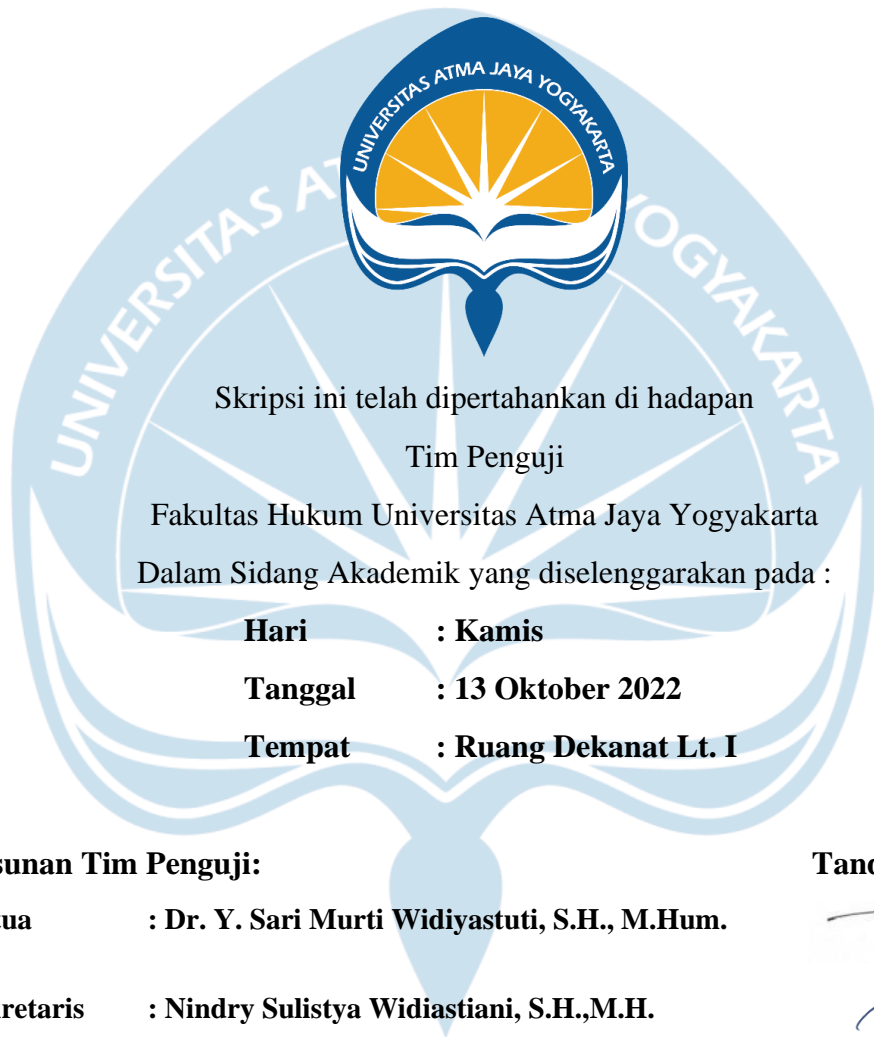 UNIVERSITAS ATMA JAYA YOGYAKARTA
Skripsi ini telah dipertahankan di hadapan
Tim Penguji
Fakultas Hukum Universitas Atma Jaya Yogyakarta
Dalam Sidang Akademik yang diselenggarakan pada :
Hari : Kamis
Tanggal : 13 Oktober 2022
Tempat : Ruang Dekanat Lt. I
sunan Tim Penguji: Tand
tua : Dr. Y. Sari Murti Widiyastuti, S.H., M.Hum.
retaris : Nindry Sulistya Widiastiani, S.H.,M.H.